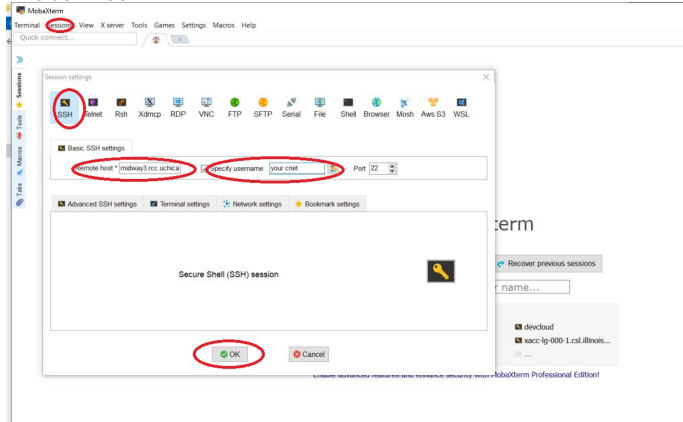 MobaXterm
Terminal Sessions View X server Tools Games Settings Macros Help
Quick connect...
Sessions
Tools
Macros
Session settings
SSH Telnet Rsh Xdmcp RDP VNC FTP SFTP Serial File Shell Browser Mosh Aws S3 WSL
Basic SSH settings
Remote host * midway3.rcc.uchica Specify username your cnet Port 22
Advanced SSH settings Terminal settings Network settings Bookmark settings
term
Recover previous sessions
Secure Shell (SSH) session
r name...
devcloud
OK Cancel
xacc-lg-000-1.csl.illinois...
...
Enable advanced features and enhance security with MobaXterm Professional Edition!